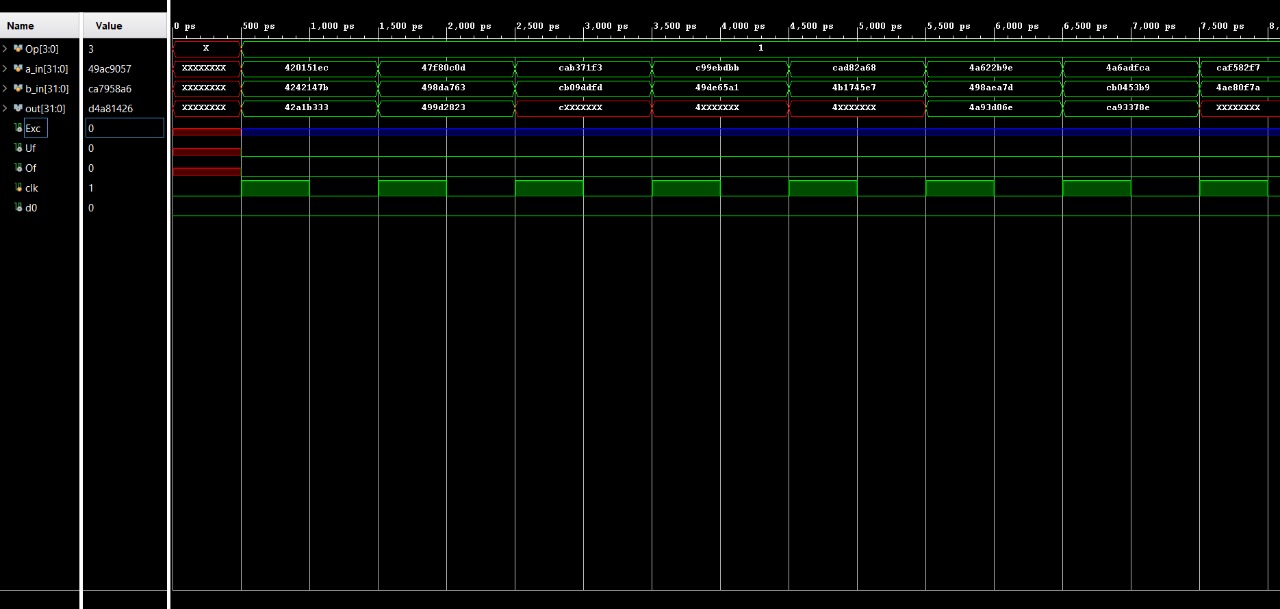 Name Value 0 ps 500 ps 1,000 ps 1,500 ps 2,000 ps 2,500 ps 3,000 ps 3,500 ps 4,000 ps 4,500 ps 5,000 ps 5,500 ps 6,000 ps 6,500 ps 7,000 ps 7,500 ps 8,
Op[3:0] 3 X 1
a_in[31:0] 49ac9057 XXXXXXXX 420151ec 47f80c0d cab371f3 c99ebdbb cad82a68 4a622b9e 4a6adfca caf582f7
b_in[31:0] ca7958a6 XXXXXXXX 4242147b 498da763 cb09ddfd 49de65a1 4b1745e7 498aea7d cb0453b9 4ae80f7a
out[31:0] d4a81426 XXXXXXXX 42a1b333 499d2823 cXXXXXXX 4XXXXXXX 4XXXXXXX 4a93d06e ca93378e XXXXXXXX
Exc 0
Uf 0
Of 0
clk 1
d0 0